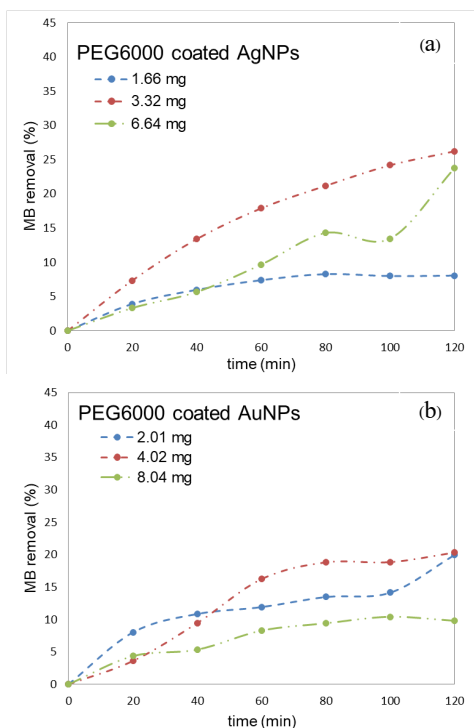 45
(a)
PEG6000 coated AgNPs
40
1.66 mg
35
3.32 mg
30
6.64 mg
25
20
15
10
5
0
MB removal (%)
0 20 40 60 80 100 120
time (min)
45
(b)
PEG6000 coated AuNPs
40
2.01 mg
35
4.02 mg
30
8.04 mg
25
20
15
10
5
0
MB removal (%)
0 20 40 60 80 100 120
time (min)